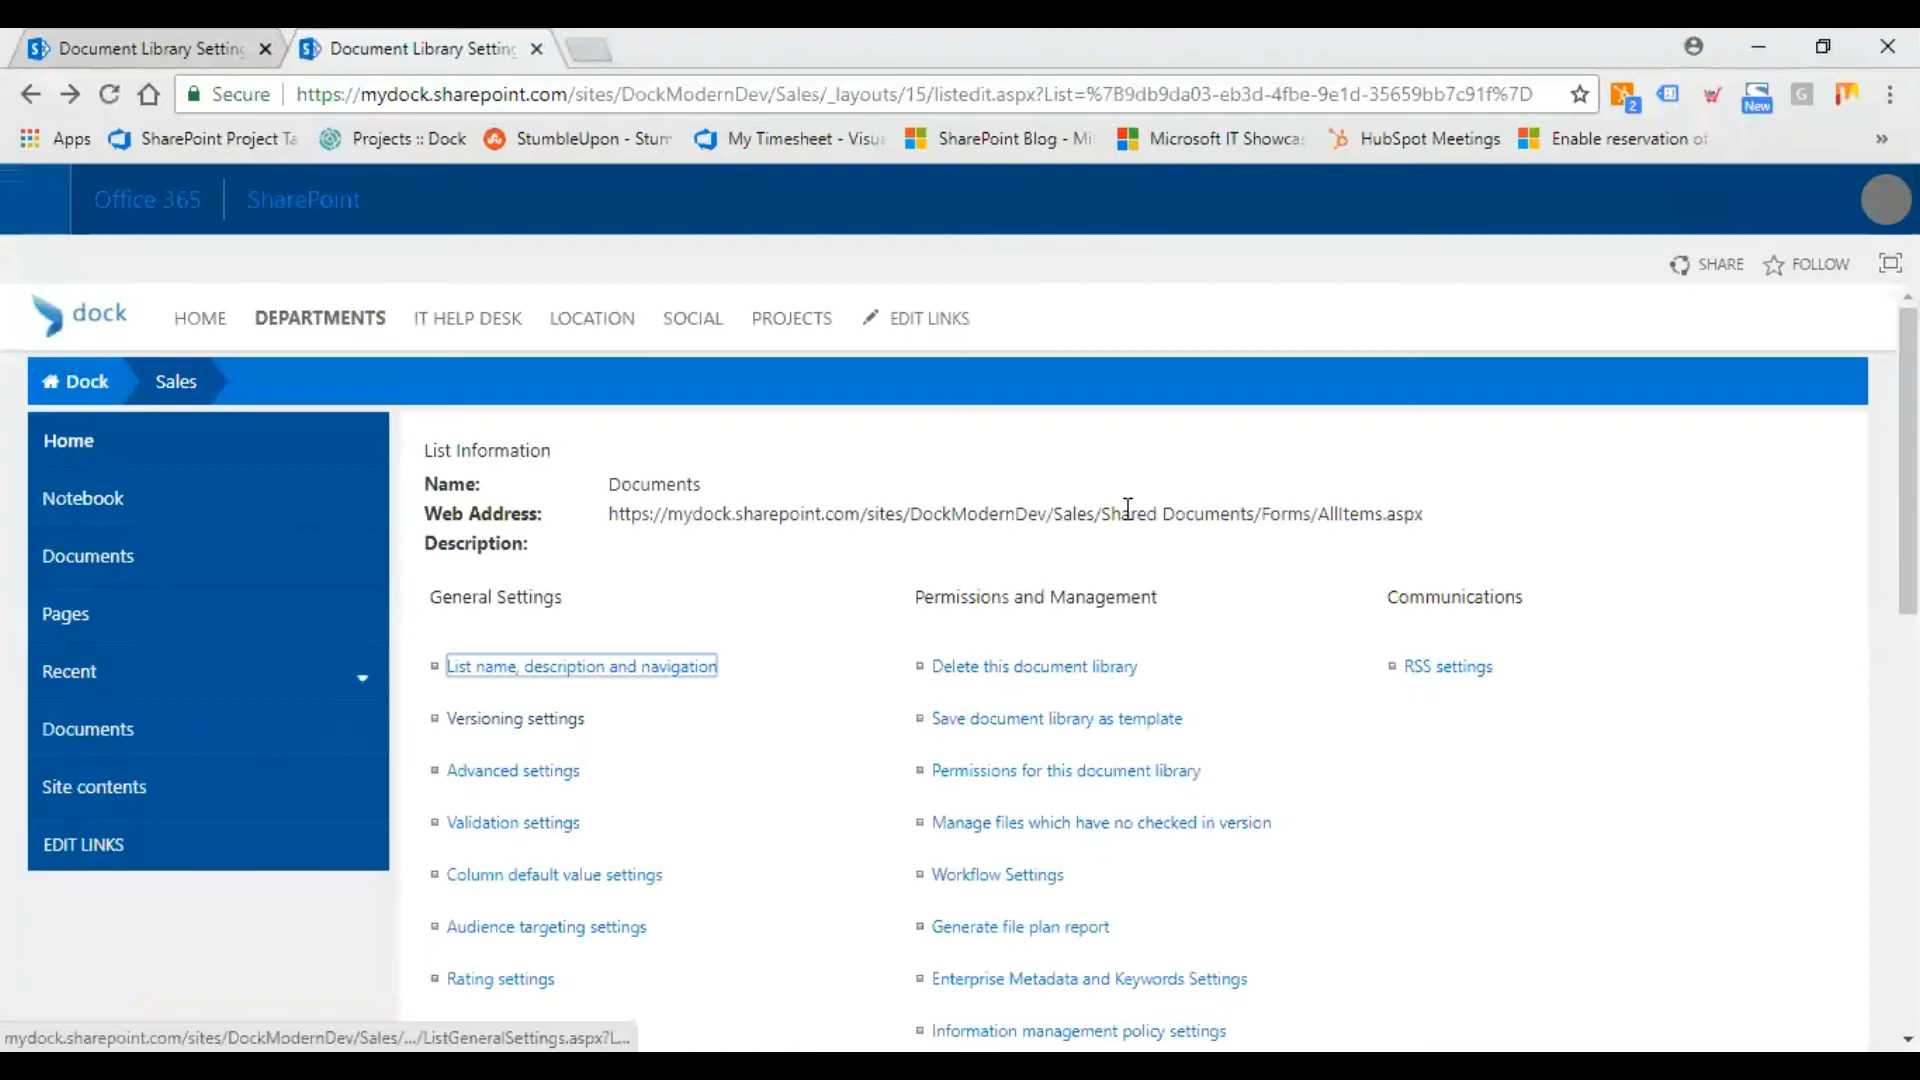 Document Library Setting
Document Library Setting
Secure
https://mydock.sharepoint.com/sites/DockModernDev/Sales/_layouts/15/listedit.aspx?List=%7B9db9da03-eb3d-4fbe-9e1d-35659bb7c91f%7D
2
New
G
Apps
SharePoint Project Ta
Projects :: Dock
StumbleUpon - Stum
My Timesheet - Visua
SharePoint Blog - Mi
Microsoft IT Showca
HubSpot Meetings
Enable reservation of
»
Office 365
SharePoint
SHARE
FOLLOW
dock
HOME
DEPARTMENTS
IT HELP DESK
LOCATION
SOCIAL
PROJECTS
EDIT LINKS
Dock
Sales
Home
Notebook
Documents
Pages
Recent
Documents
Site contents
EDIT LINKS
List Information
Name: Documents
Web Address: https://mydock.sharepoint.com/sites/DockModernDev/Sales/Shared Documents/Forms/AllItems.aspx
Description:
General Settings
List name, description and navigation
Versioning settings
Advanced settings
Validation settings
Column default value settings
Audience targeting settings
Rating settings
Permissions and Management
Delete this document library
Save document library as template
Permissions for this document library
Manage files which have no checked in version
Workflow Settings
Generate file plan report
Enterprise Metadata and Keywords Settings
Information management policy settings
Communications
RSS settings
mydock.sharepoint.com/sites/DockModernDev/Sales/.../ListGeneralSettings.aspx?L...